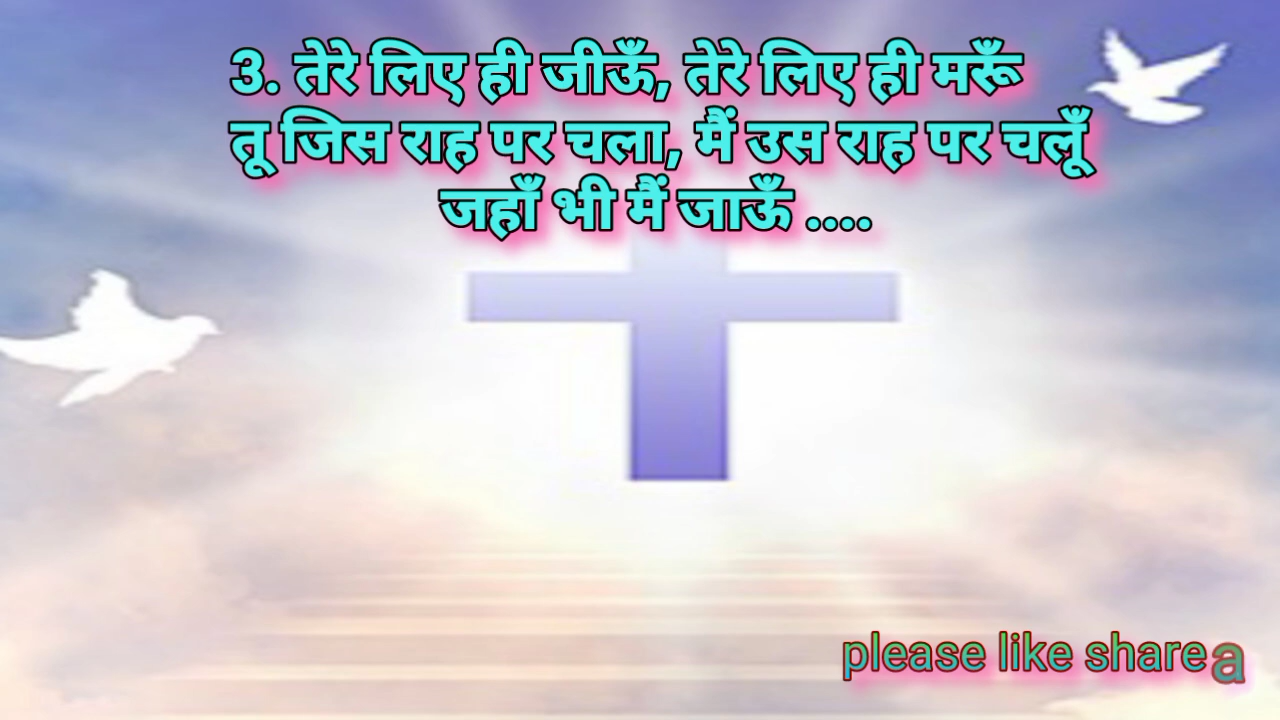 3. तेरे लिए ही जीऊँ, तेरे लिए ही मरूँ
तू जिस राह पर चला, मैं उस राह पर चलूँ
जहाँ भी मैं जाऊँ ....
please like share a